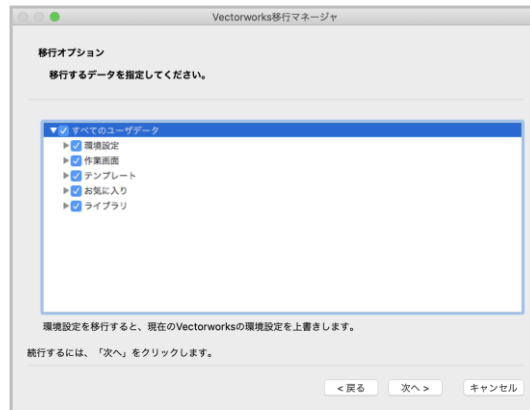 Vectorworks移行マネージャ
移行オプション
移行するデータを指定してください。
すべてのユーザデータ
環境設定
作業画面
テンプレート
お気に入り
ライブラリ
環境設定を移行すると、現在のVectorworksの環境設定を上書きします。
続行するには、「次へ」をクリックします。
< 戻る 次へ > キャンセル